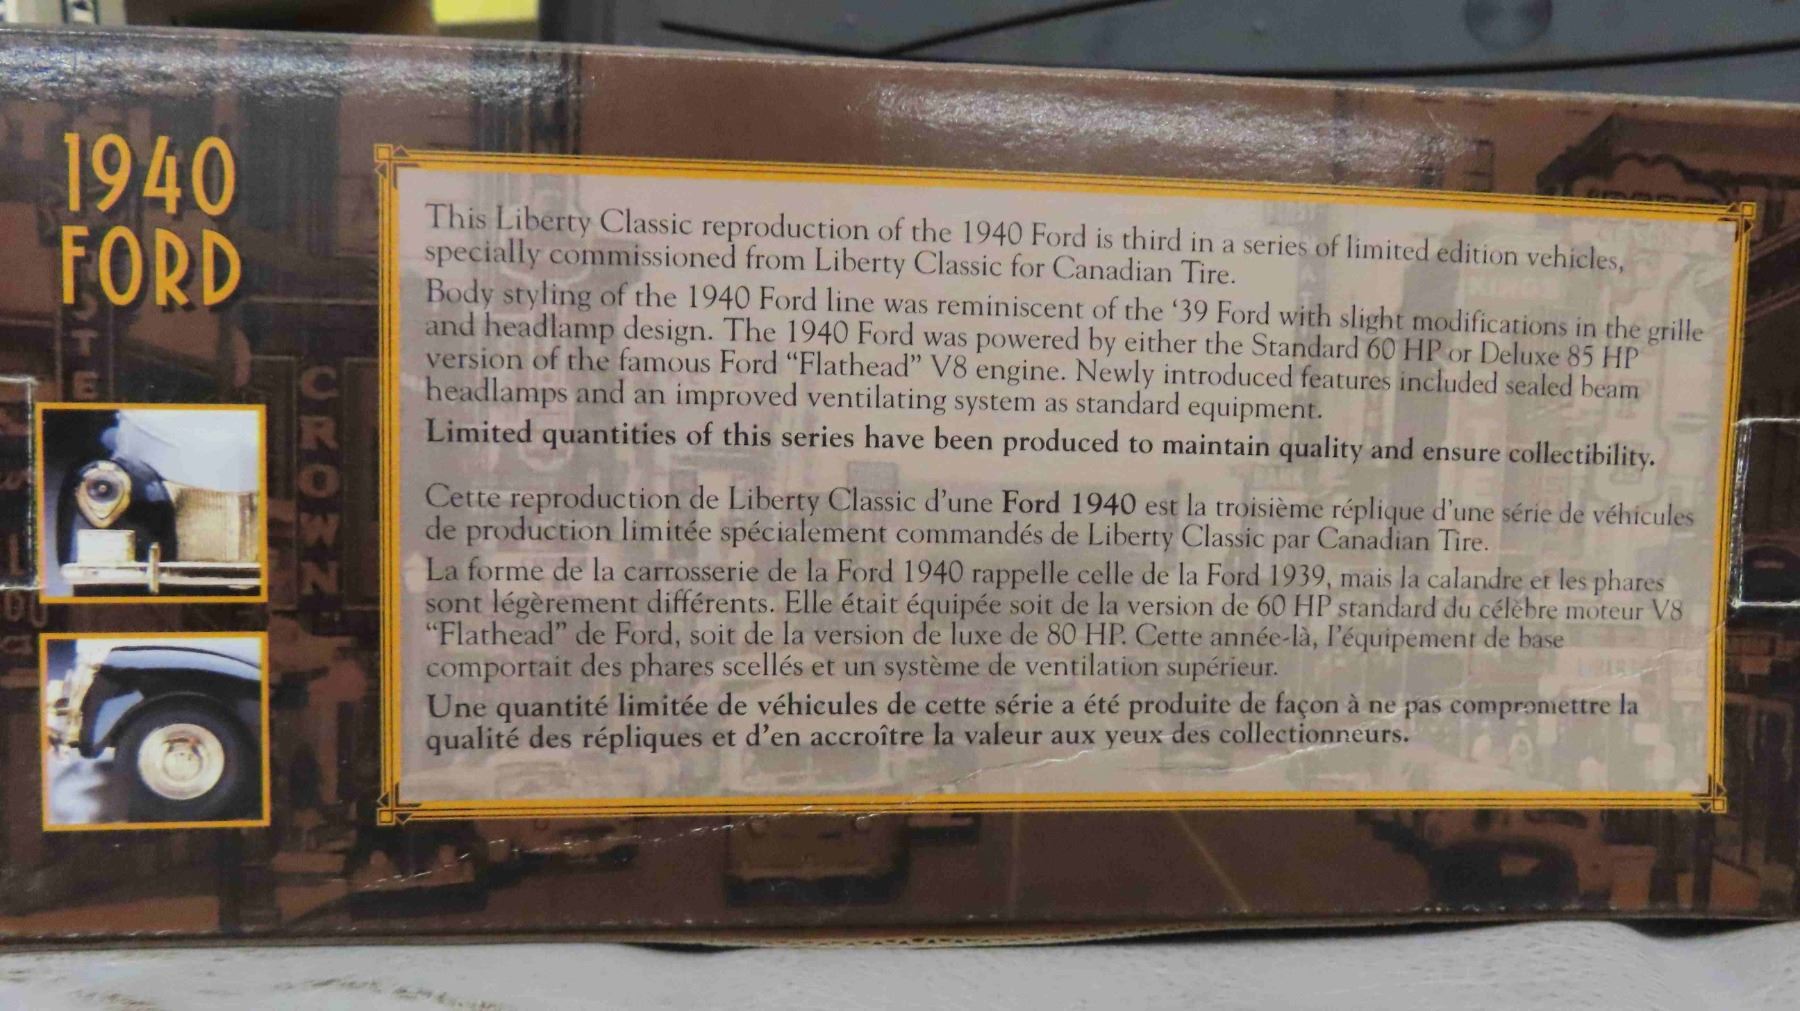 1940
FORD
This Liberty Classic reproduction of the 1940 Ford is third in a series of limited edition vehicles,
specially commissioned from Liberty Classic for Canadian Tire.
Body styling of the 1940 Ford line was reminiscent of the ‘39 Ford with slight modifications in the grille
and headlamp design. The 1940 Ford was powered by either the Standard 60 HP or Deluxe 85 HP
version of the famous Ford “Flathead” V8 engine. Newly introduced features included sealed beam
headlamps and an improved ventilating system as standard equipment.
Limited quantities of this series have been produced to maintain quality and ensure collectibility.
Cette reproduction de Liberty Classic d’une Ford 1940 est la troisième réplique d’une série de véhicules
de production limitée spécialement commandés de Liberty Classic par Canadian Tire.
La forme de la carrosserie de la Ford 1940 rappelle celle de la Ford 1939, mais la calandre et les phares
sont légèrement différents. Elle était équipée soit de la version de 60 HP standard du célèbre moteur V8
“Flathead” de Ford, soit de la version de luxe de 80 HP. Cette année-là, l’équipement de base
comportait des phares scellés et un système de ventilation supérieur.
Une quantité limitée de véhicules de cette série a été produite de façon à ne pas compromettre la
qualité des répliques et d’en accroître la valeur aux yeux des collectionneurs.
CROWN